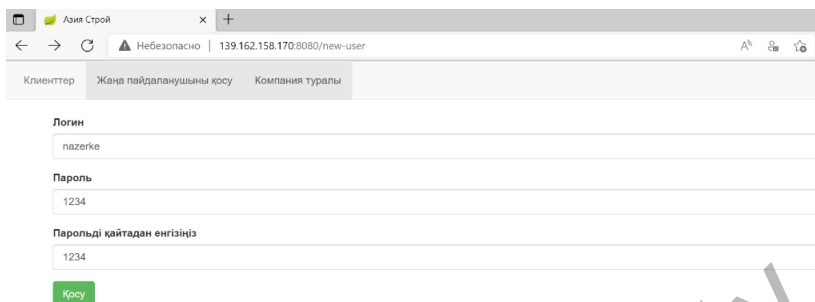 Азия Строй
Небезопасно | 139.162.158.170:8080/new-user
Клиенттер Жаңа пайдаланушыны қосу Компания туралы
Логин
nazerke
Пароль
1234
Парольді қайтадан енгізіңіз
1234
Қосу